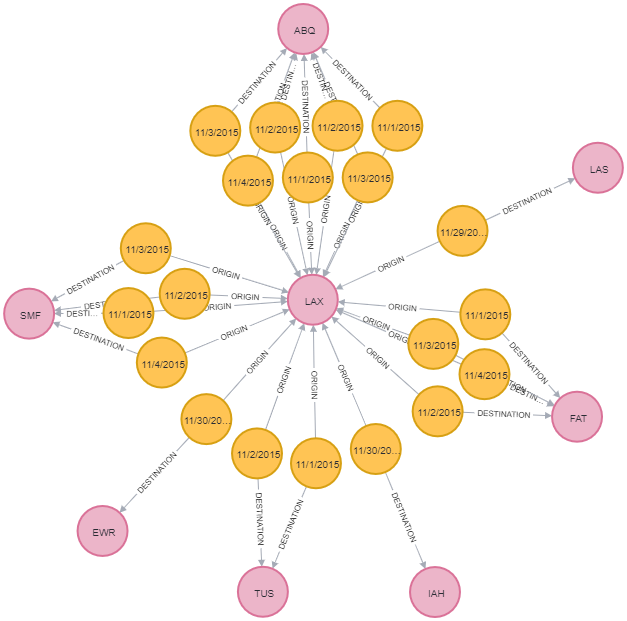 ABQ
DESTINATION
DESTIN...
DESTINATION
DESTIN...
DESTINATION
11/3/2015
11/2/2015
11/2/2015
11/1/2015
11/4/2015
11/1/2015
11/3/2015
LAS
DESTINATION
11/29/20...
ORIGIN
ORIGIN
ORIGIN
ORIGIN
ORIGIN
ORIGIN
ORIGIN
ORIGIN
11/3/2015
DESTINATION
ORIGIN
11/2/2015
ORIGIN
SMF
DESTI...
11/1/2015
ORIGIN
LAX
ORIGIN
11/1/2015
DESTINATION
11/4/2015
ORIGIN
ORIGIN
11/3/2015
DESTINATION
ORIGIN
11/4/2015
DESTIN...
11/2/2015
DESTINATION
FAT
ORIGIN
ORIGIN
ORIGIN
ORIGIN
11/30/20...
11/2/2015
11/1/2015
11/30/20...
DESTINATION
DESTINATION
DESTINATION
DESTINATION
EWR
TUS
IAH